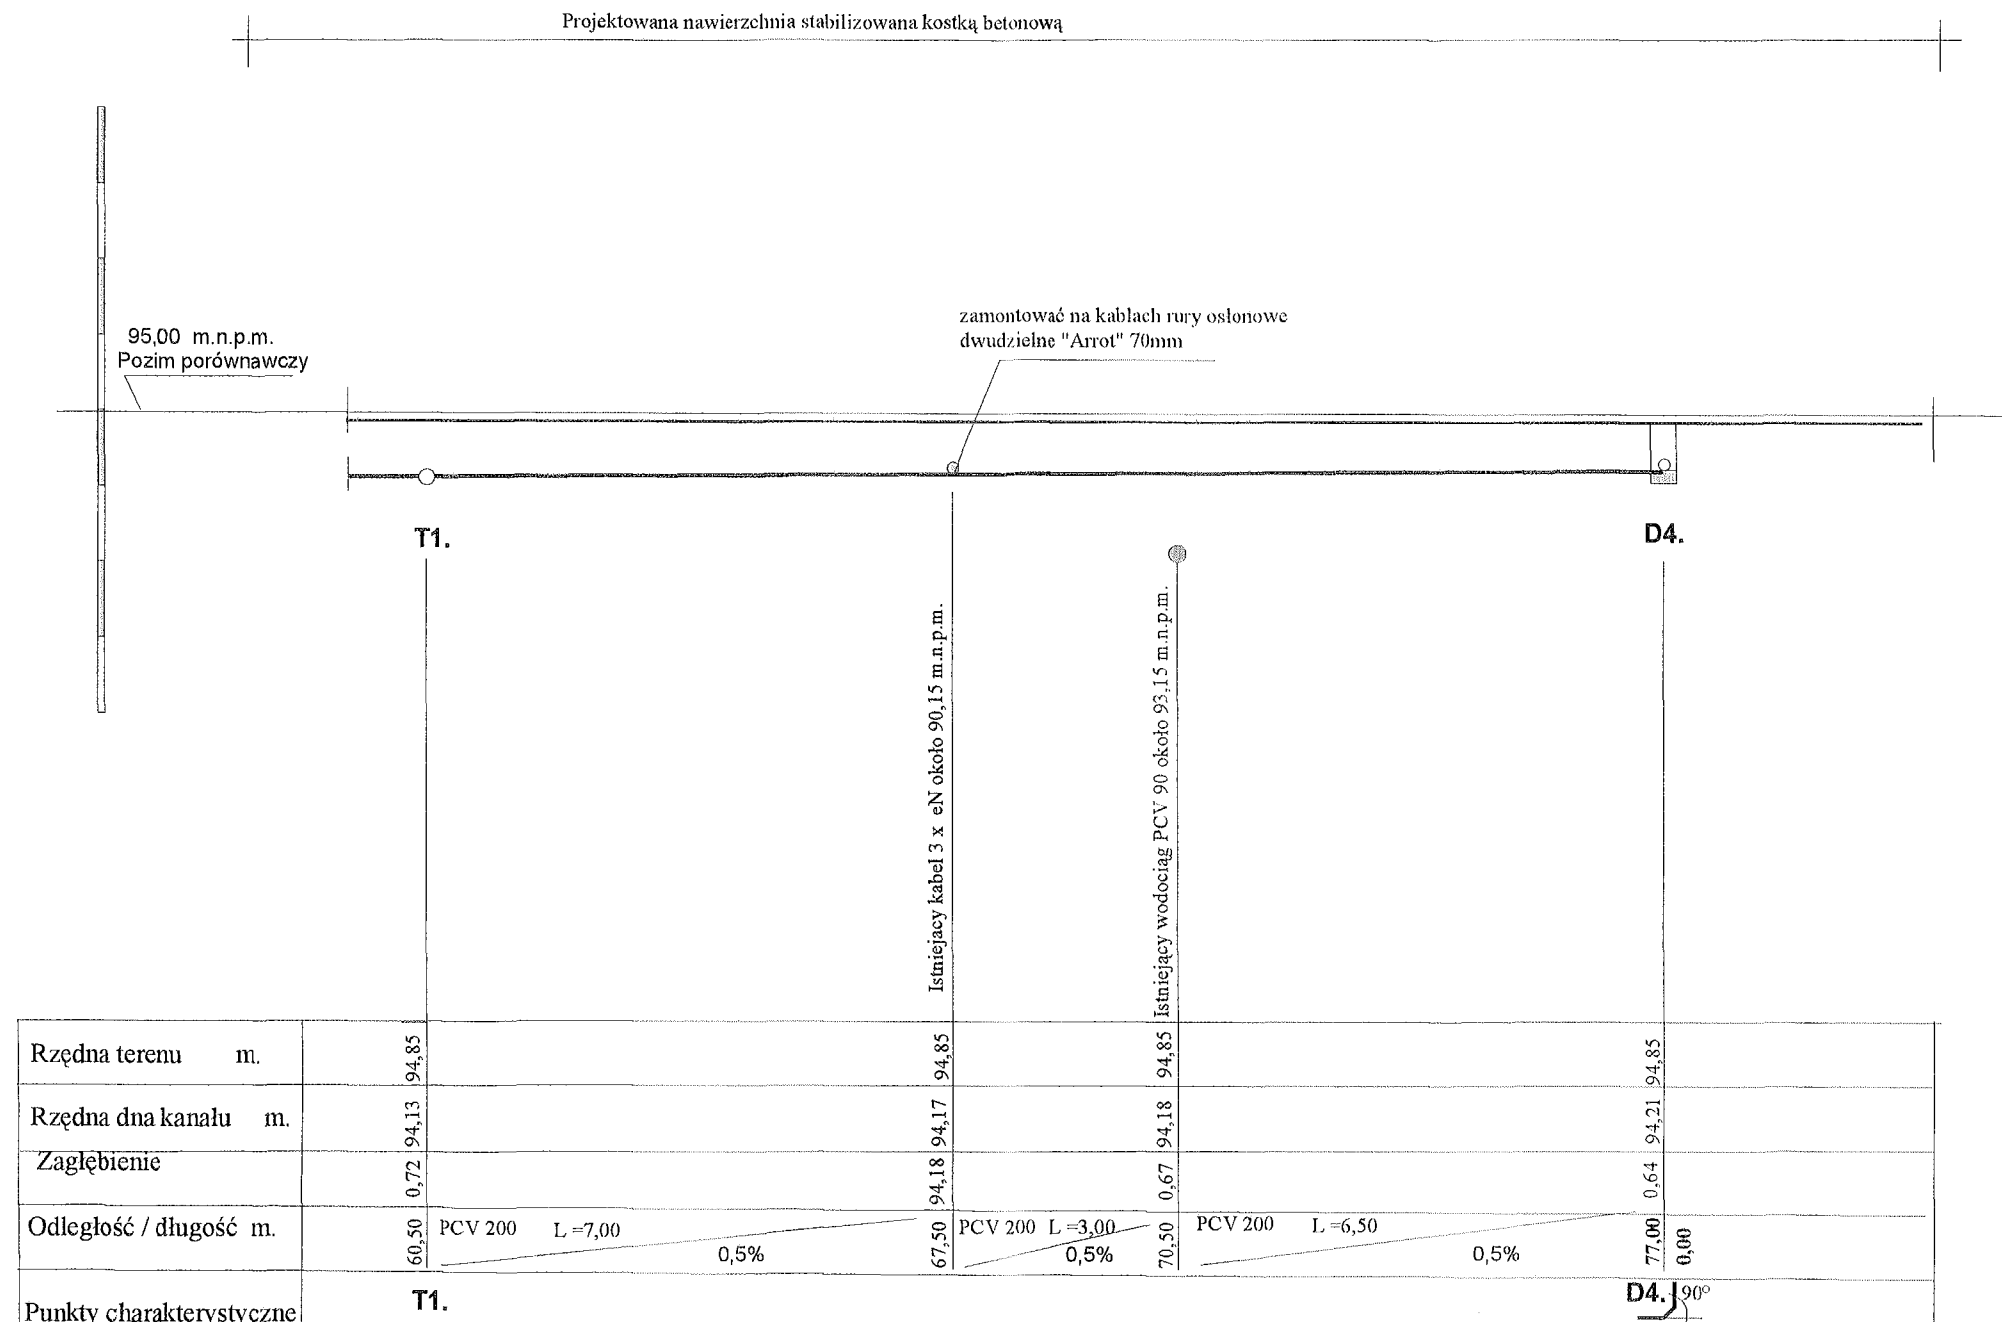 Projektowana nawierzchnia stabilizowana kostką betonową
95,00 m.n.p.m.
Pozim porównawczy
zamontować na kablach rury osłonowe
dwudzielne "Arrot" 70mm
T1.
D4.
Istniejacy kabel 3 x eN około 90,15 m.n.p.m.
Istniejący wodociąg PCV 90 około 93,15 m.n.p.m.
Rzędna terenu m. 94,85 94,85 94,85 94,85
Rzędna dna kanału m. 94,13 94,17 94,18 94,21
Zagłębienie 0,72 94,18 0,67 0,64
Odległość / długość m. 60,50 PCV 200 L =7,00 0,5% 67,50 PCV 200 L =3,00 0,5% 70,50 PCV 200 L =6,50 0,5% 77,00 0,00
Punkty charakterystyczne T1. D4. 90°